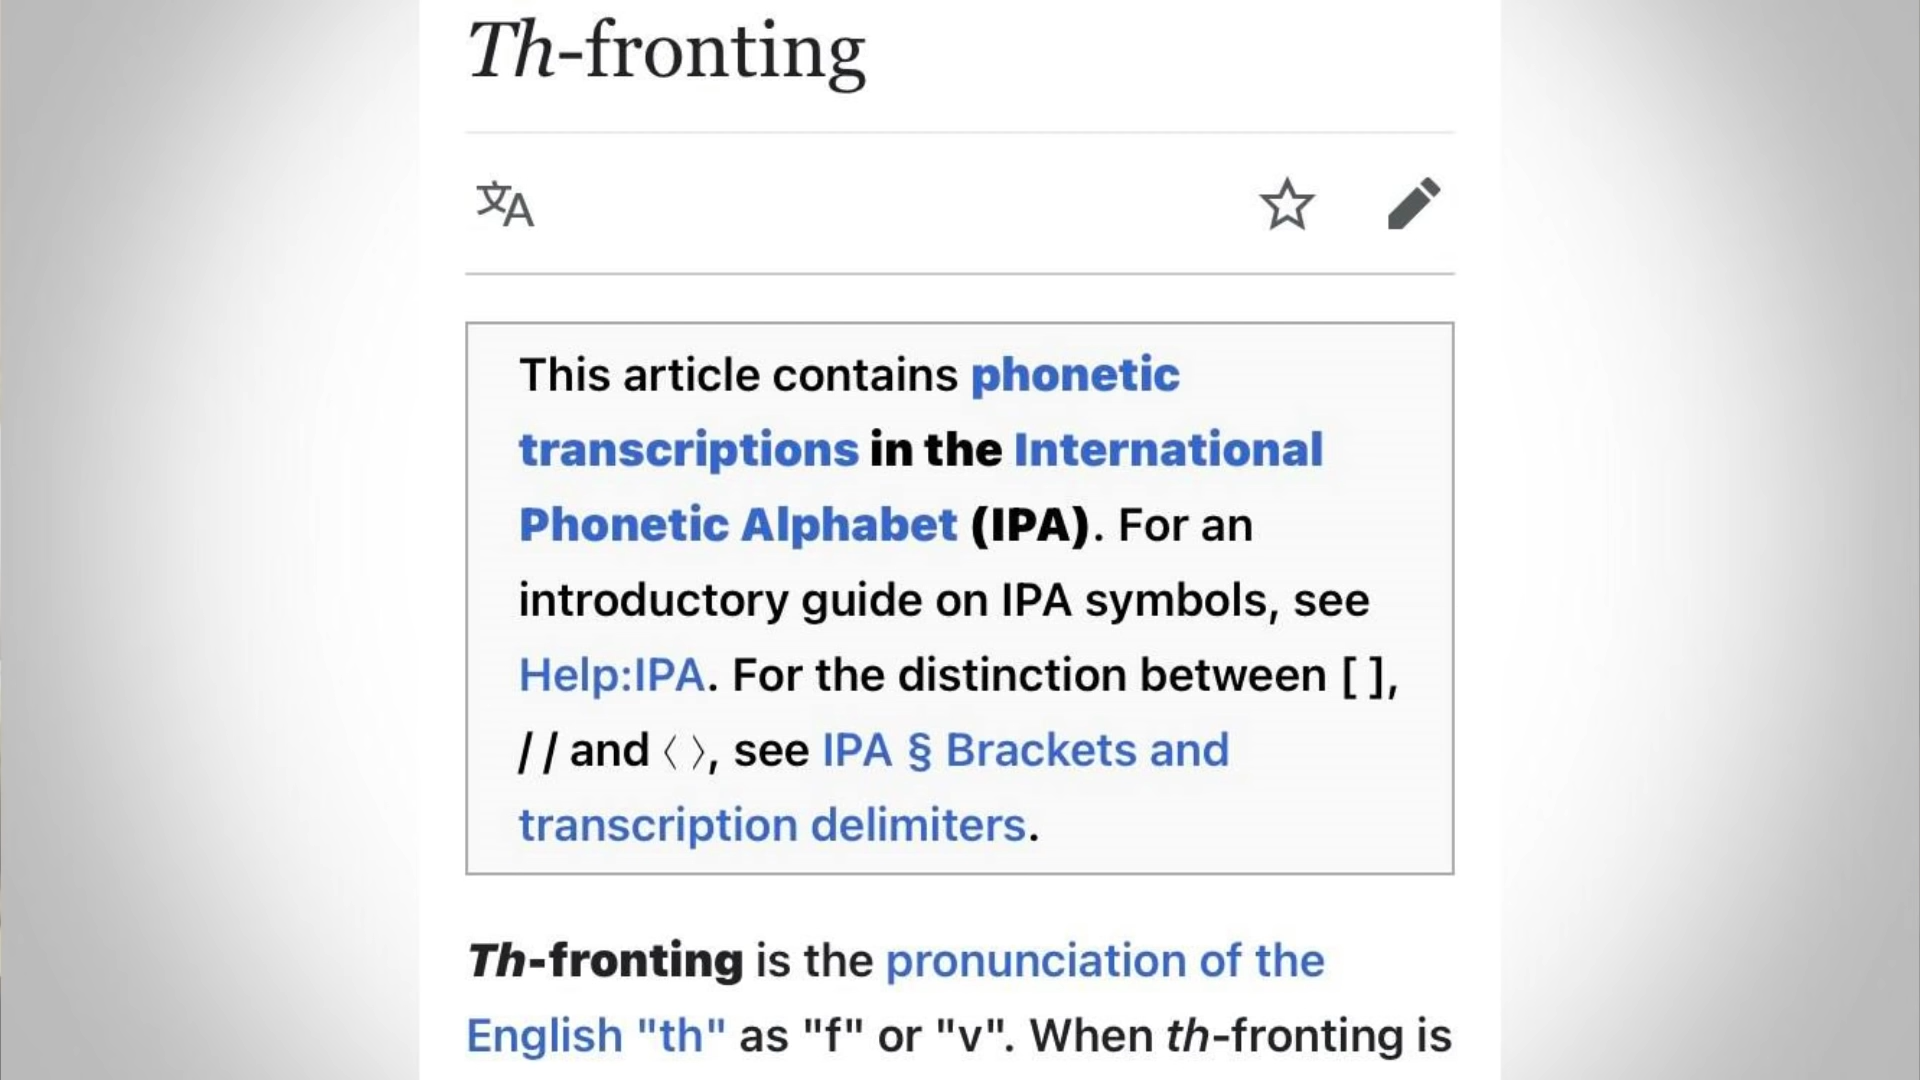 Th-fronting
This article contains phonetic
transcriptions in the International
Phonetic Alphabet (IPA). For an
introductory guide on IPA symbols, see
Help:IPA. For the distinction between [ ],
/ / and ⟨ ⟩, see IPA § Brackets and
transcription delimiters.
Th-fronting is the pronunciation of the
English "th" as "f" or "v". When th-fronting is